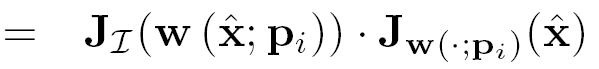 = J_ℐ(w (x̂; p_i)) · J_{w(·;p_i)}(x̂)